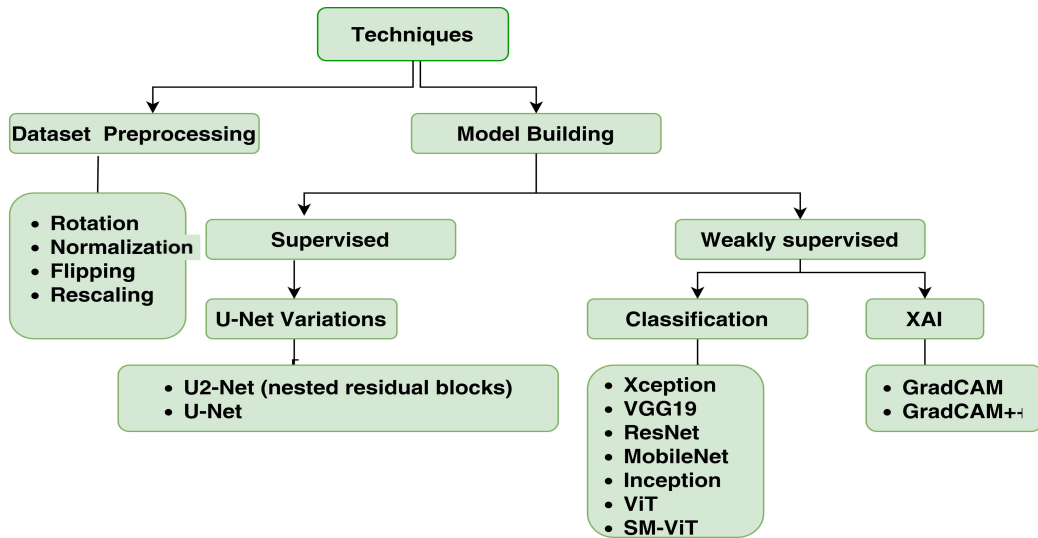 Techniques
Dataset Preprocessing
Model Building
• Rotation
• Normalization
• Flipping
• Rescaling
Supervised
Weakly supervised
U-Net Variations
Classification
XAI
• U2-Net (nested residual blocks)
• U-Net
• Xception
• VGG19
• ResNet
• MobileNet
• Inception
• ViT
• SM-ViT
• GradCAM
• GradCAM++